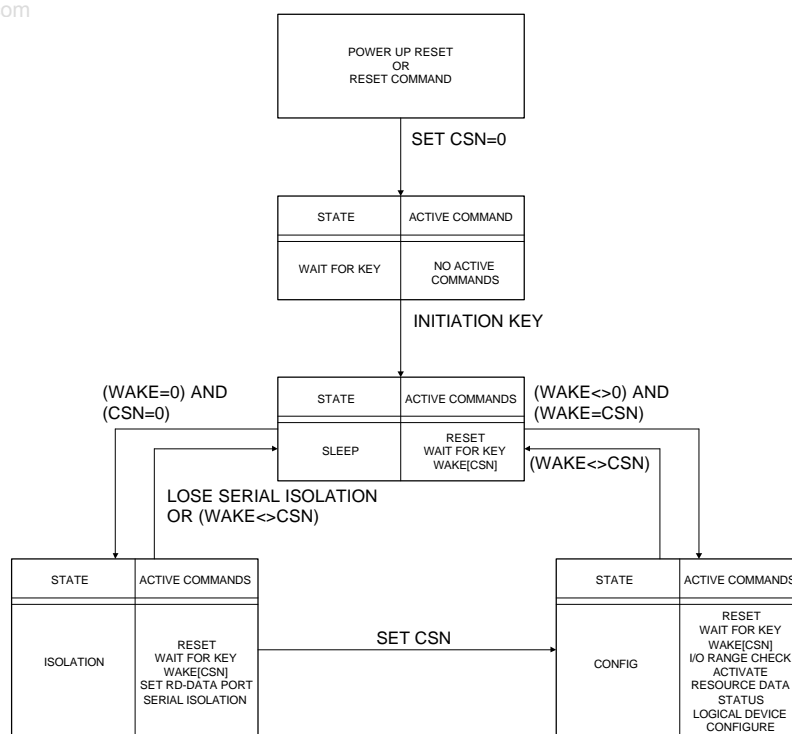 om
POWER UP RESET
OR
RESET COMMAND
SET CSN=0
STATE
ACTIVE COMMAND
WAIT FOR KEY
NO ACTIVE
COMMANDS
INITIATION KEY
(WAKE=0) AND
(CSN=0)
STATE
ACTIVE COMMANDS
(WAKE<>0) AND
(WAKE=CSN)
SLEEP
RESET
WAIT FOR KEY
WAKE[CSN]
(WAKE<>CSN)
LOSE SERIAL ISOLATION
OR (WAKE<>CSN)
STATE
ACTIVE COMMANDS
ISOLATION
RESET
WAIT FOR KEY
WAKE[CSN]
SET RD-DATA PORT
SERIAL ISOLATION
SET CSN
STATE
ACTIVE COMMANDS
CONFIG
RESET
WAIT FOR KEY
WAKE[CSN]
I/O RANGE CHECK
ACTIVATE
RESOURCE DATA
STATUS
LOGICAL DEVICE
CONFIGURE